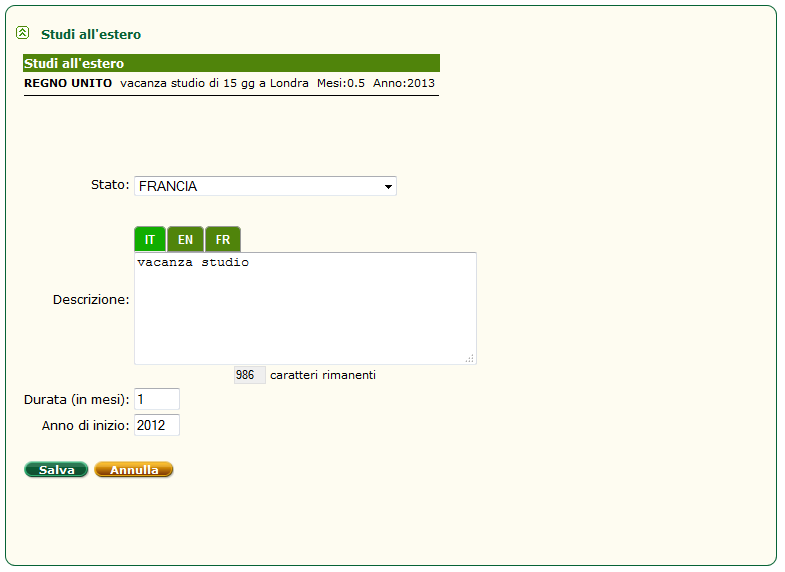 Studi all'estero
Studi all'estero
REGNO UNITO vacanza studio di 15 gg a Londra Mesi:0.5 Anno:2013
Stato: FRANCIA
IT EN FR
vacanza studio
Descrizione:
986 caratteri rimanenti
Durata (in mesi): 1
Anno di inizio: 2012
Salva Annulla